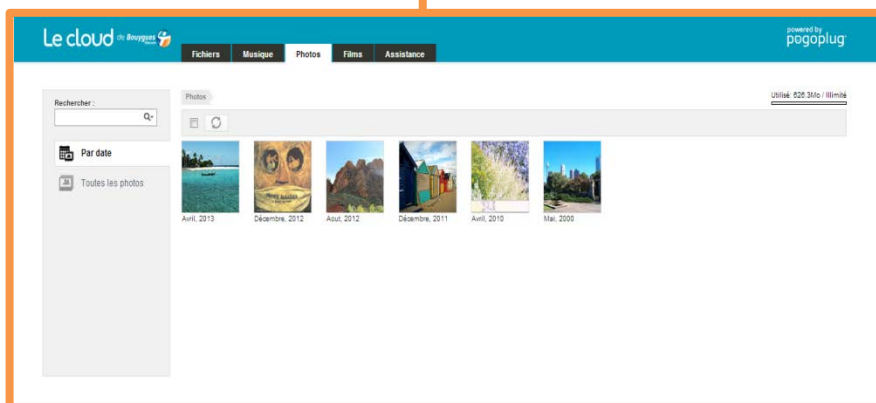 Le cloud de Bouygues Telecom
powered by
pogoplug
Fichiers Musique Photos Films Assistance
Rechercher :
Par date
Toutes les photos
Photos
Utilisé: 626.3Mo / Illimité
Avril, 2013
Décembre, 2012
Aout, 2012
Décembre, 2011
Avril, 2010
Mai, 2000